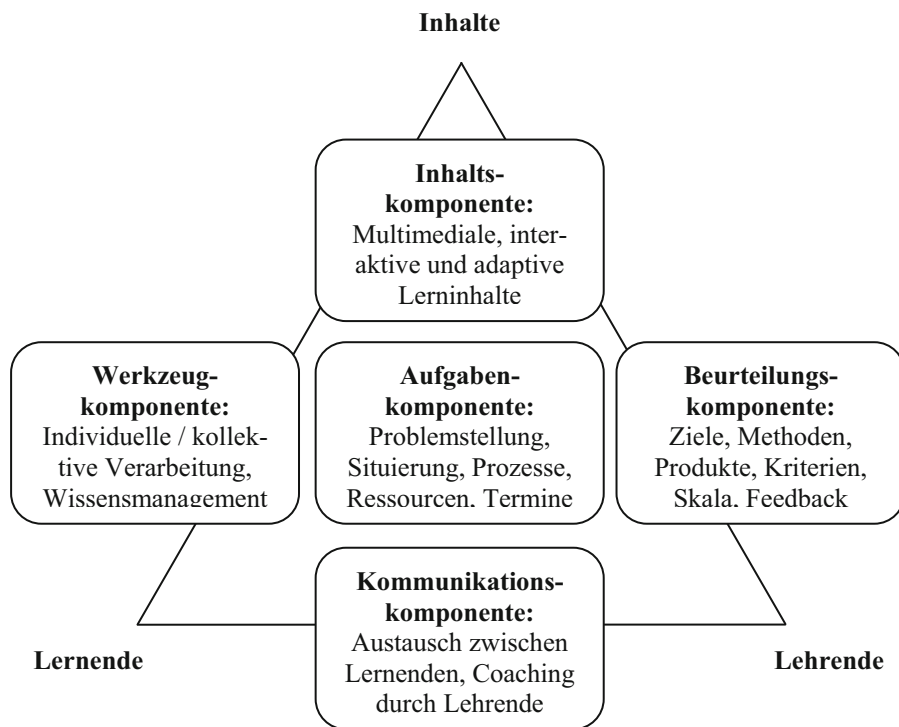 Inhalte
Inhalts-
komponente:
Multimediale, inter-
aktive und adaptive
Lerninhalte
Werkzeug-
komponente:
Individuelle / kollek-
tive Verarbeitung,
Wissensmanagement
Aufgaben-
komponente:
Problemstellung,
Situierung, Prozesse,
Ressourcen, Termine
Beurteilungs-
komponente:
Ziele, Methoden,
Produkte, Kriterien,
Skala, Feedback
Kommunikations-
komponente:
Austausch zwischen
Lernenden, Coaching
durch Lehrende
Lernende
Lehrende